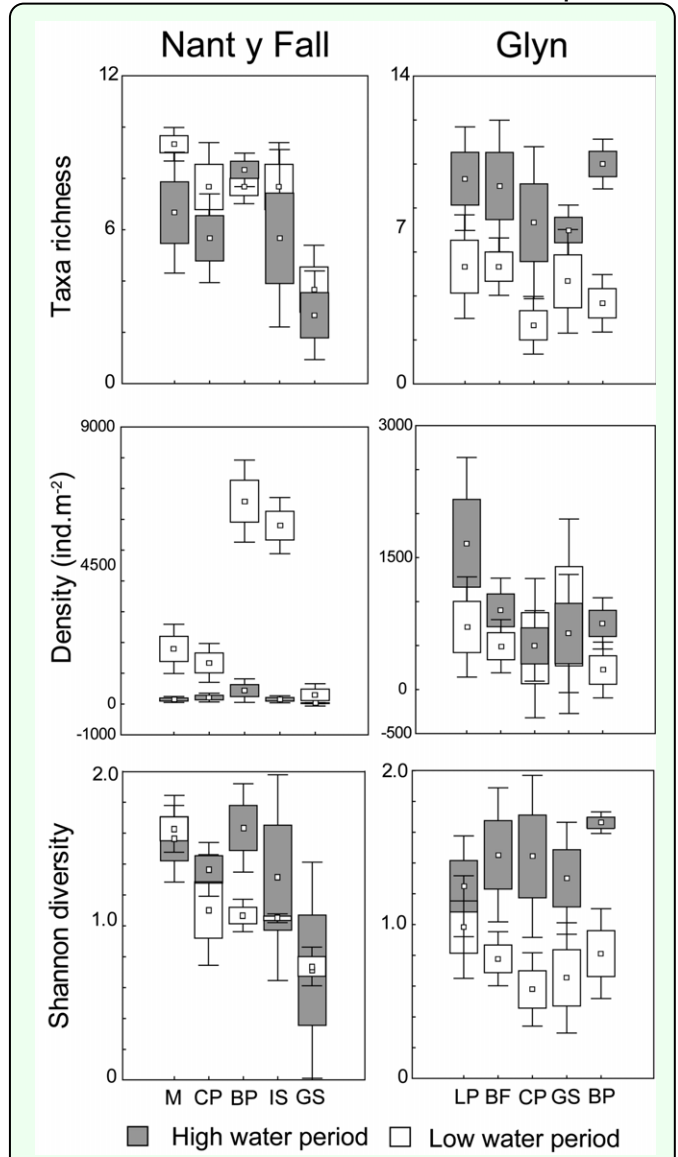 Nant y Fall
Glyn
Taxa richness
12
6
0
14
7
0
Density (ind.m-2)
9000
4500
0
-1000
3000
1500
0
-500
Shannon diversity
2.0
1.0
0
M CP BP IS GS
2.0
1.0
0
LP BF CP GS BP
High water period
Low water period